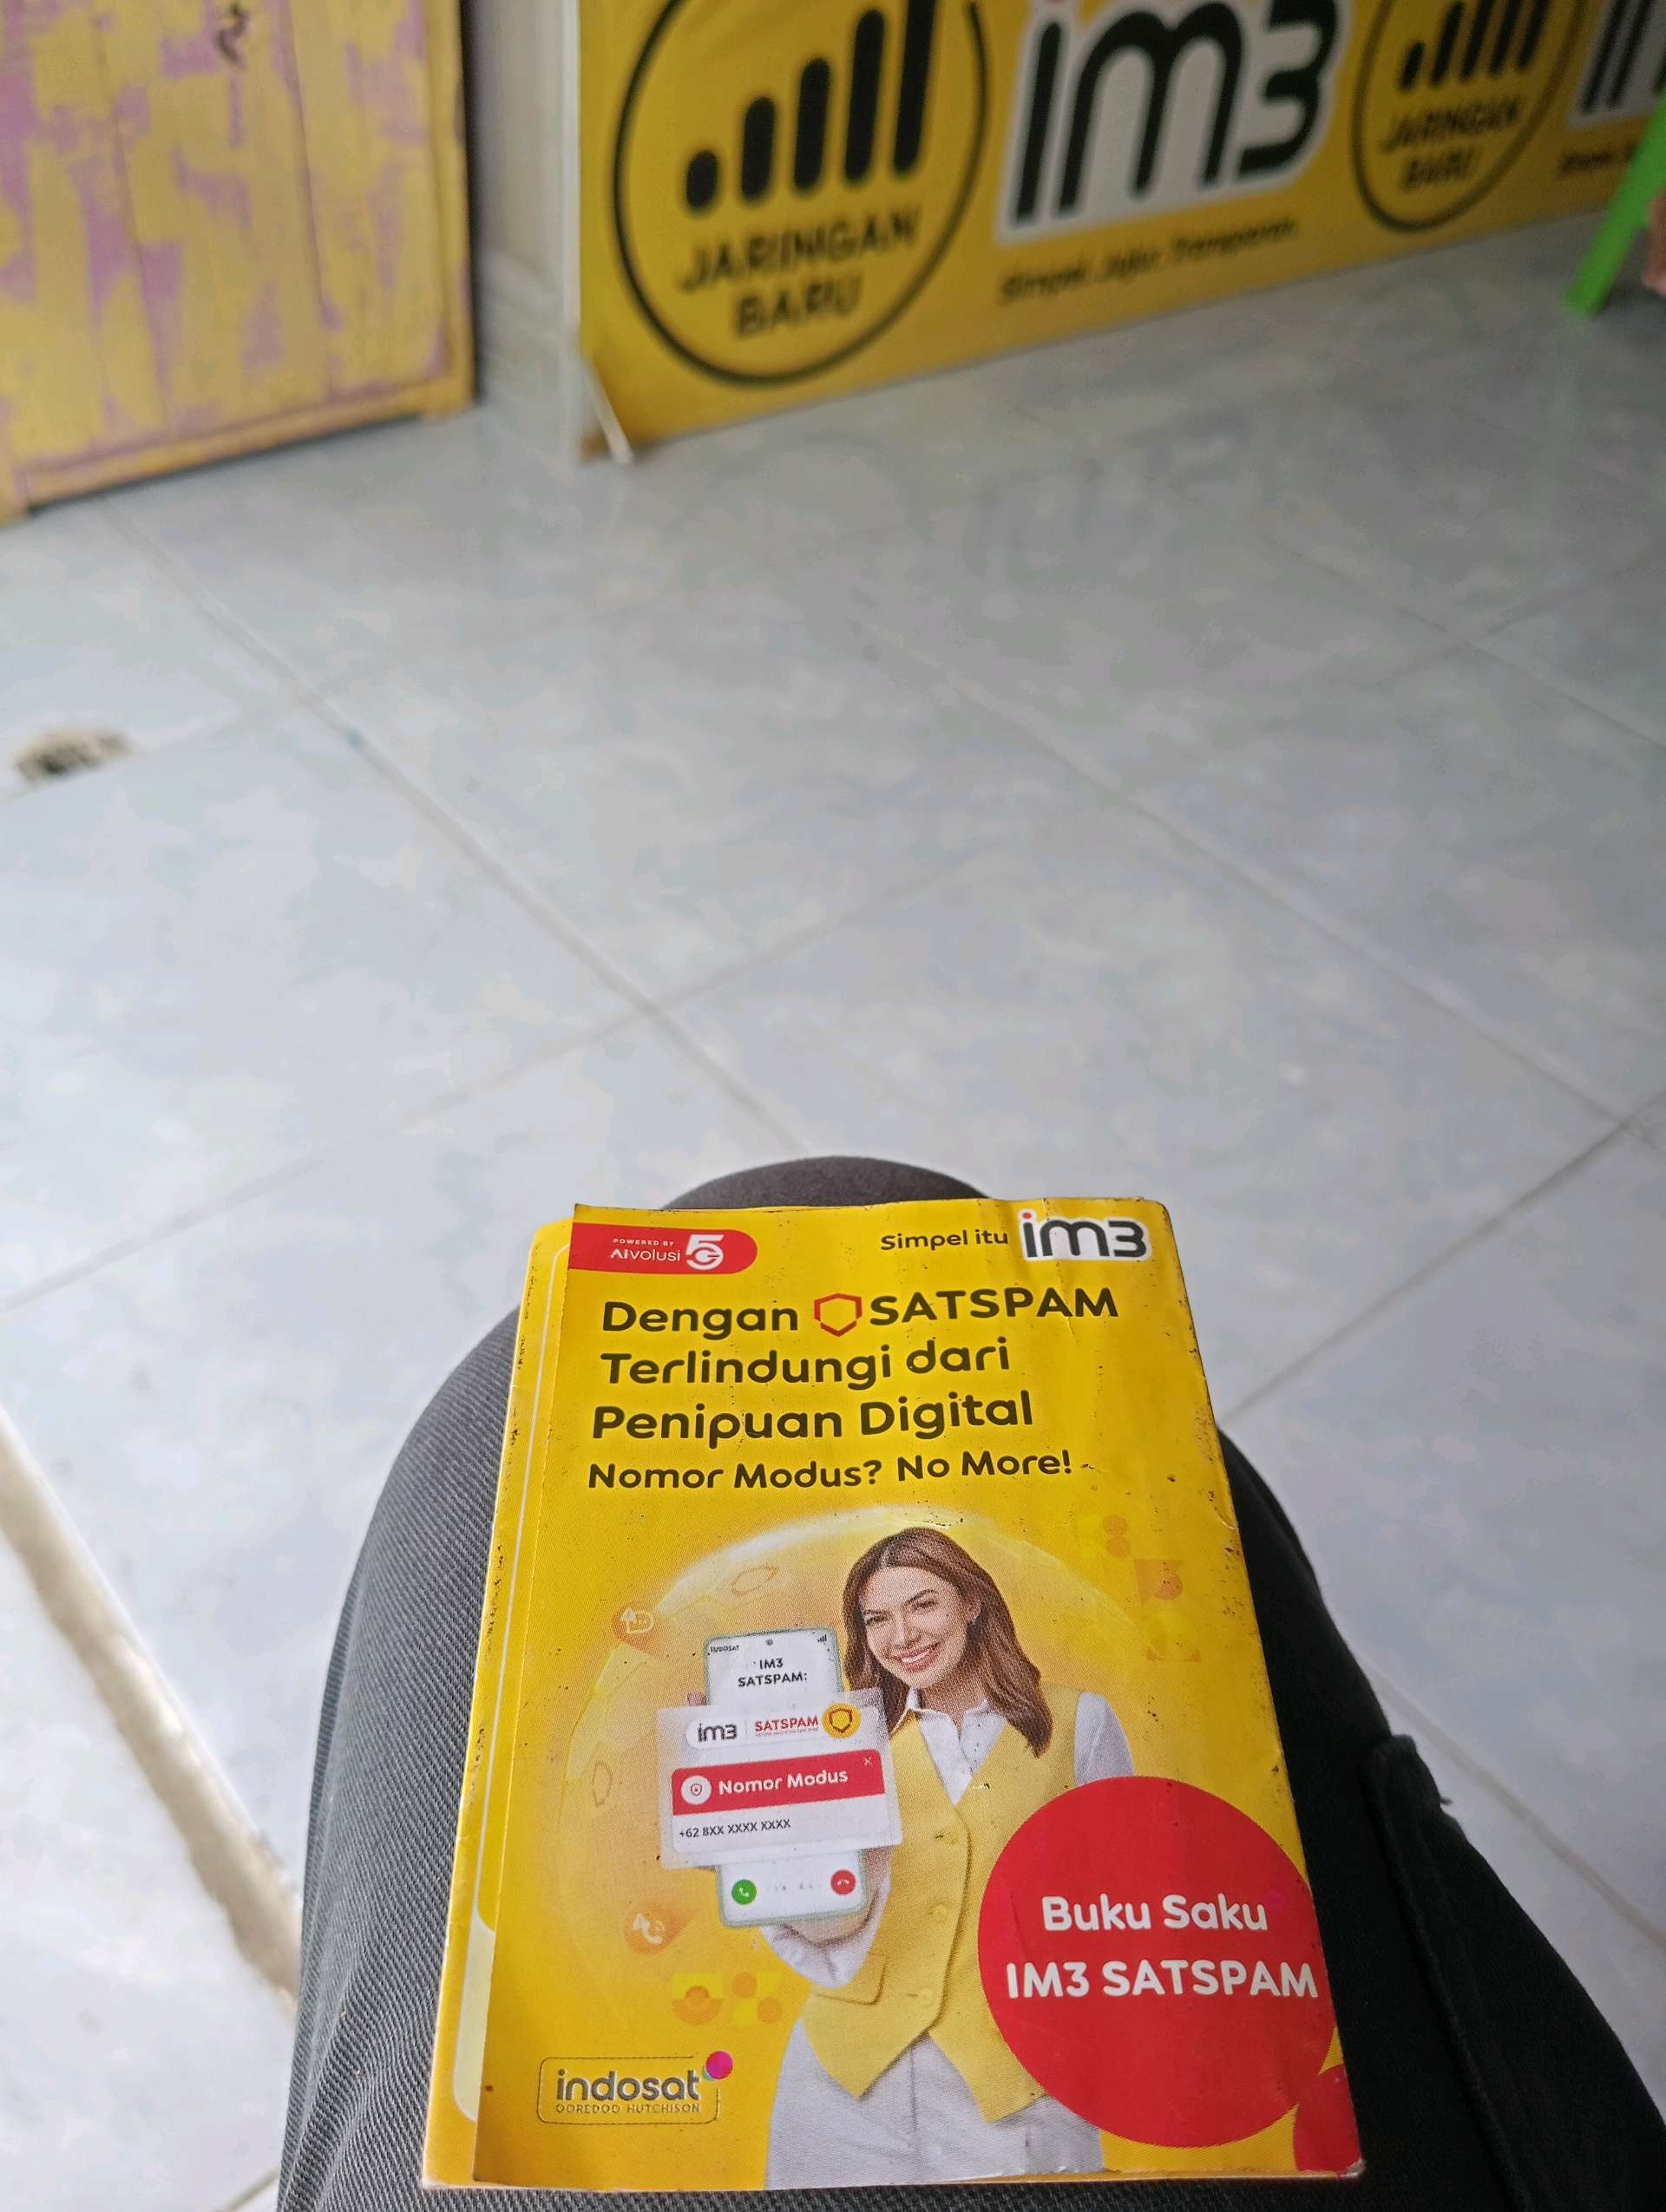 JARINGAN
BARU
im3
Simpel. Jujur. Transparan.
JARINGAN
BARU
POWERED BY
AIvolusi 5G
Simpel itu im3
Dengan SATSPAM
Terlindungi dari
Penipuan Digital
Nomor Modus? No More!
INDOSAT
IM3
SATSPAM:
im3 SATSPAM
Nomor Modus
+62 8XX XXXX XXXX
Buku Saku
IM3 SATSPAM
indosat
OOREDOO HUTCHISON